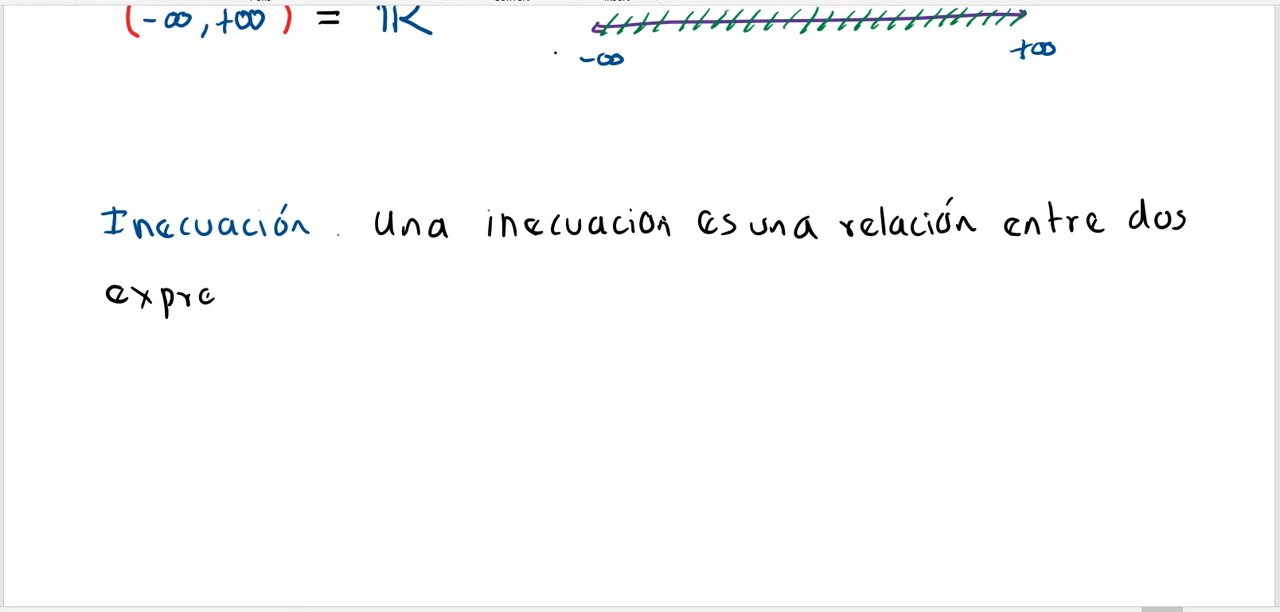 (-∞, +∞) = ℝ
-∞ +∞
Inecuación. Una inecuacion es una relación entre dos
expre